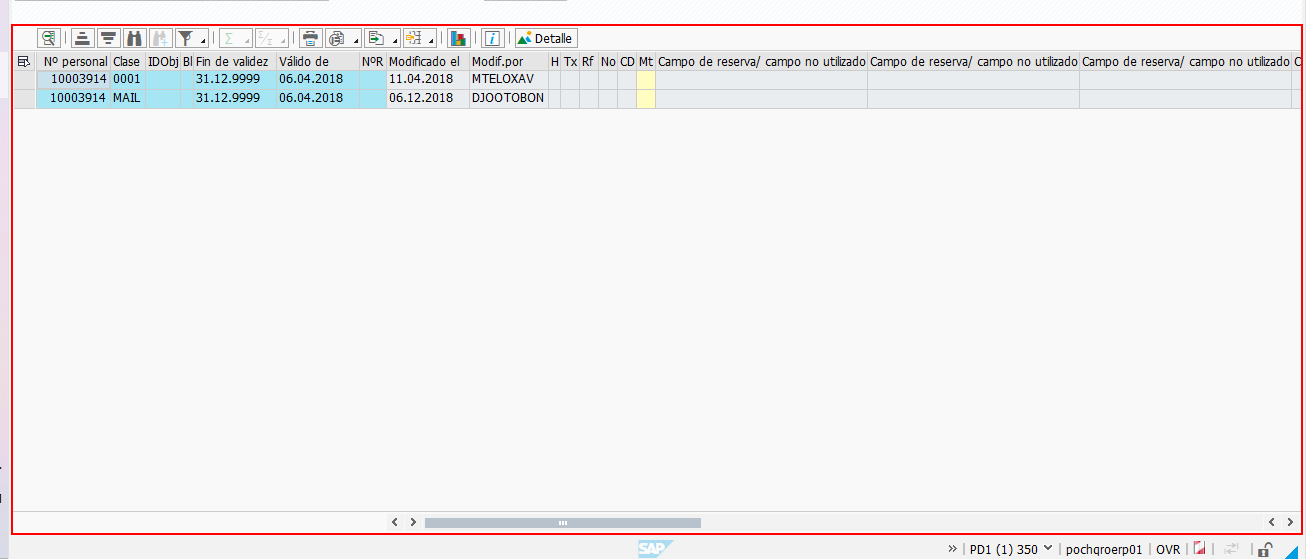 Detalle
Nº personal Clase IDObj Bl Fin de validez Válido de NºR Modificado el Modif.por H Tx Rf No CD Mt Campo de reserva/ campo no utilizado Campo de reserva/ campo no utilizado Campo de reserva/ campo no utilizado
10003914 0001 31.12.9999 06.04.2018 11.04.2018 MTELOXAV
10003914 MAIL 31.12.9999 06.04.2018 06.12.2018 DJOOTOBON
SAP » PD1 (1) 350 pochqroerp01 OVR